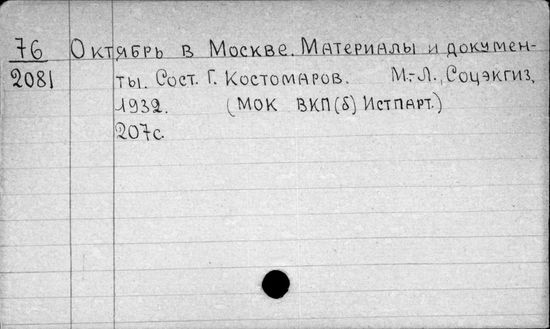 76 Октябрь в Москве. Материалы и докумен-
2081 ты. Сост. Г. Костомаров. М.-Л., Соцэкгиз,
1932. (МОК ВКП(б) Истпарт.)
207с.